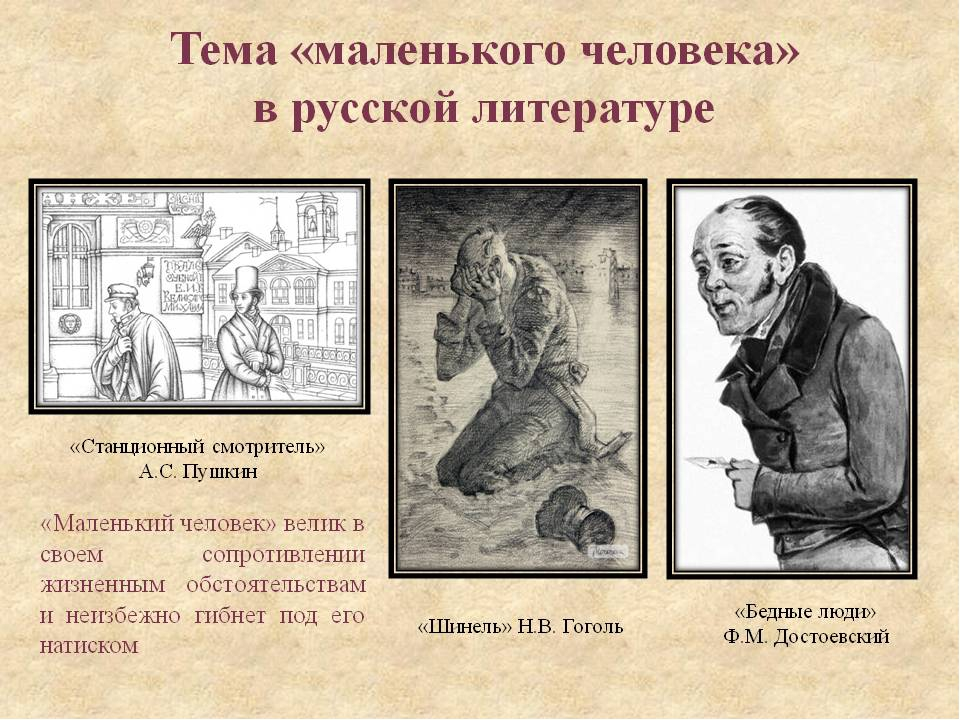 Тема «маленького человека»
в русской литературе
«Станционный смотритель»
А.С. Пушкин
«Маленький человек» велик в
своем сопротивлении
жизненным обстоятельствам
и неизбежно гибнет под его
натиском
«Шинель» Н.В. Гоголь
«Бедные люди»
Ф.М. Достоевский